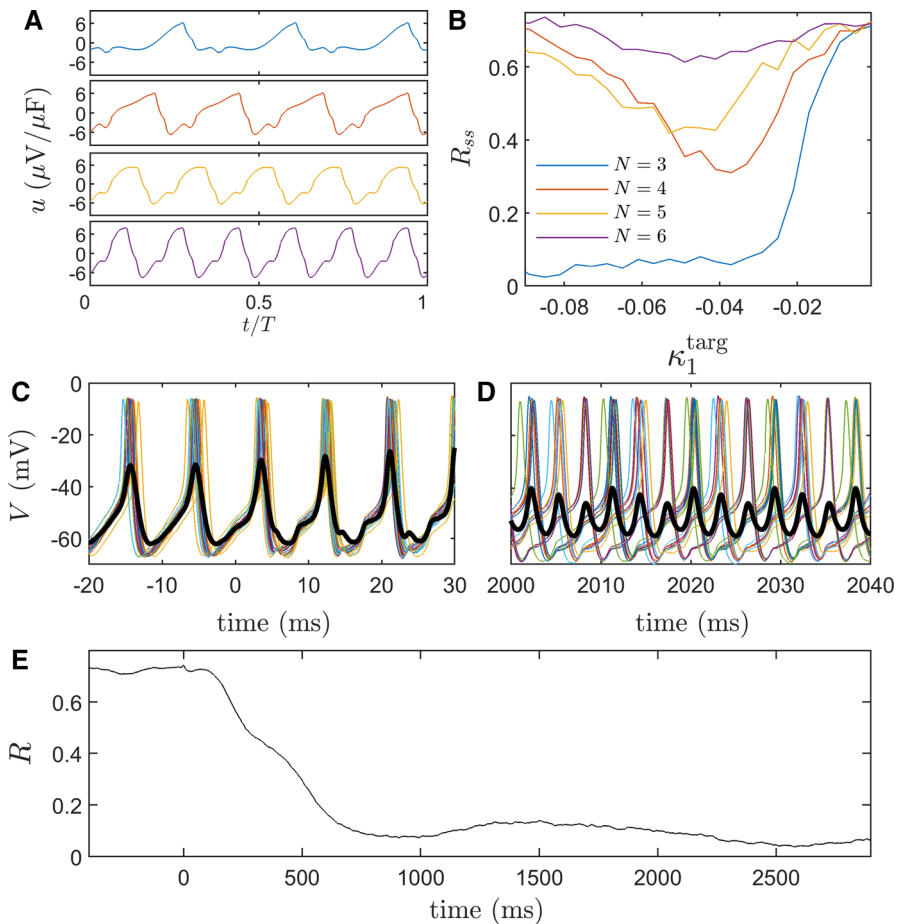 A
6
0
-6
6
0
-6
6
0
-6
6
0
-6
u (μV/μF)
0 0.5 1
t/T
B
0.6
0.4
0.2
0
R_ss
N = 3
N = 4
N = 5
N = 6
-0.08 -0.06 -0.04 -0.02
κ_1^targ
C
0
-20
-40
-60
V (mV)
-20 -10 0 10 20 30
time (ms)
D
2000 2010 2020 2030 2040
time (ms)
E
0.6
0.4
0.2
0
R
0 500 1000 1500 2000 2500
time (ms)